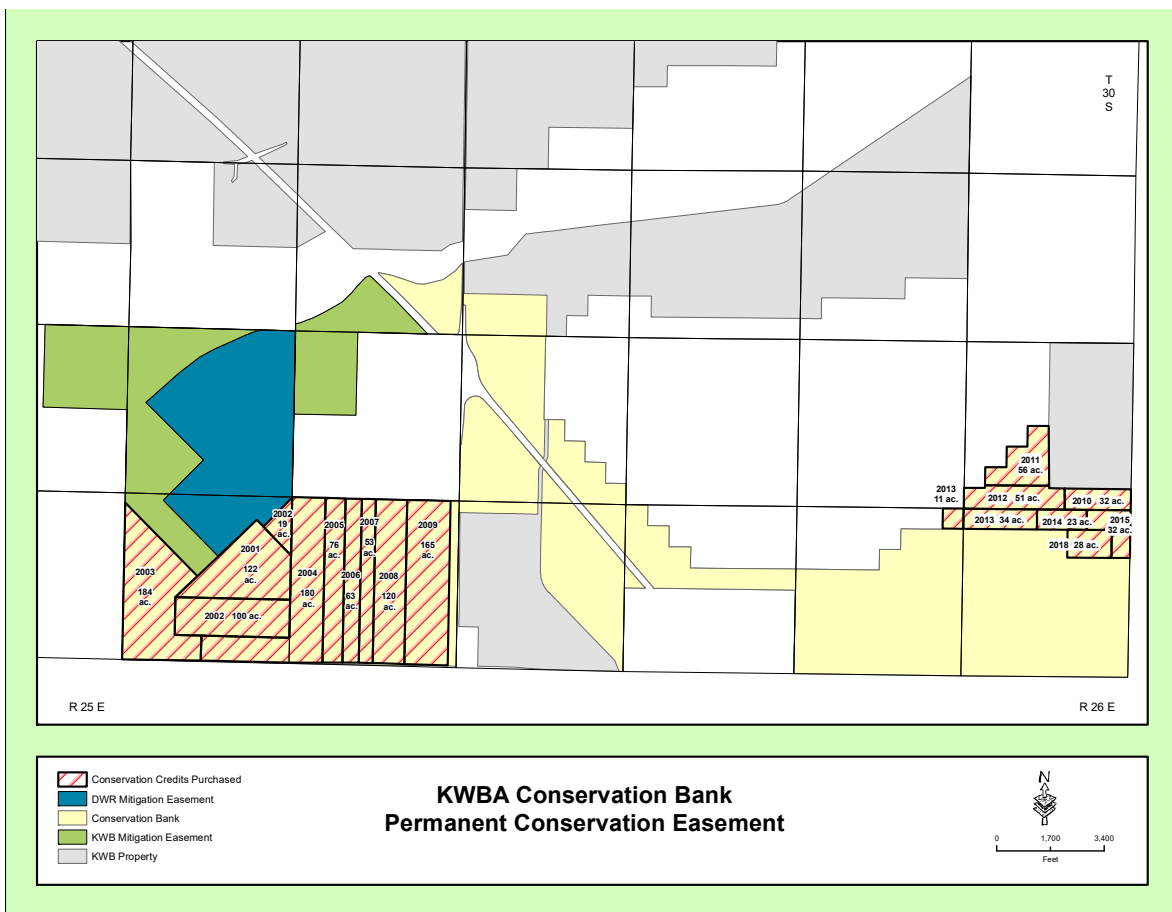 T
30
S
2011
56 ac.
2013
11 ac.
2012 51 ac.
2010 32 ac.
2013 34 ac.
2014 23 ac.
2015
32 ac.
2018 28 ac.
2002
19
ac.
2001
122
ac.
2003
184
ac.
2002 100 ac.
2004
180
ac.
2005
76
ac.
2006
63
ac.
2007
53
ac.
2008
120
ac.
2009
165
ac.
R 25 E
R 26 E
Conservation Credits Purchased
DWR Mitigation Easement
Conservation Bank
KWB Mitigation Easement
KWB Property
KWBA Conservation Bank
Permanent Conservation Easement
N
0 1,700 3,400
Feet